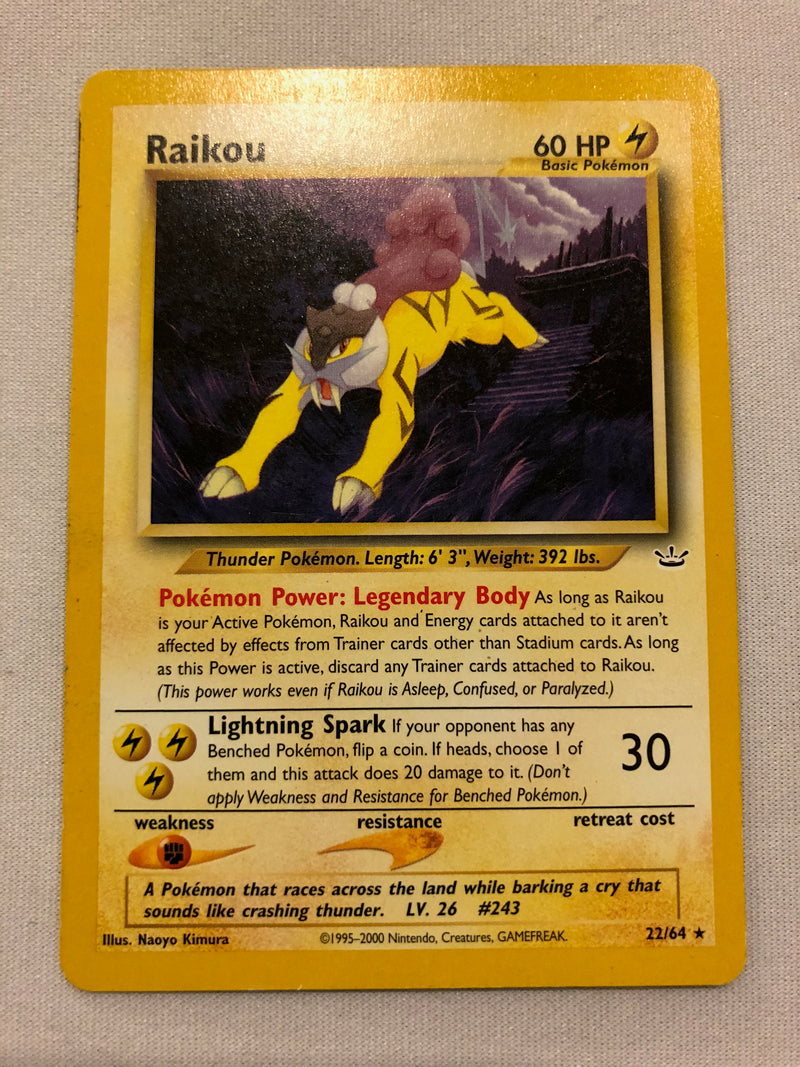 Raikou
60 HP
Basic Pokémon
Thunder Pokémon. Length: 6' 3", Weight: 392 lbs.
Pokémon Power: Legendary Body As long as Raikou
is your Active Pokémon, Raikou and Energy cards attached to it aren't
affected by effects from Trainer cards other than Stadium cards. As long
as this Power is active, discard any Trainer cards attached to Raikou.
(This power works even if Raikou is Asleep, Confused, or Paralyzed.)
Lightning Spark If your opponent has any
Benched Pokémon, flip a coin. If heads, choose 1 of
them and this attack does 20 damage to it. (Don't
apply Weakness and Resistance for Benched Pokémon.)
30
weakness resistance retreat cost
A Pokémon that races across the land while barking a cry that
sounds like crashing thunder. LV. 26 #243
Illus. Naoyo Kimura ©1995–2000 Nintendo, Creatures, GAMEFREAK. 22/64 ★